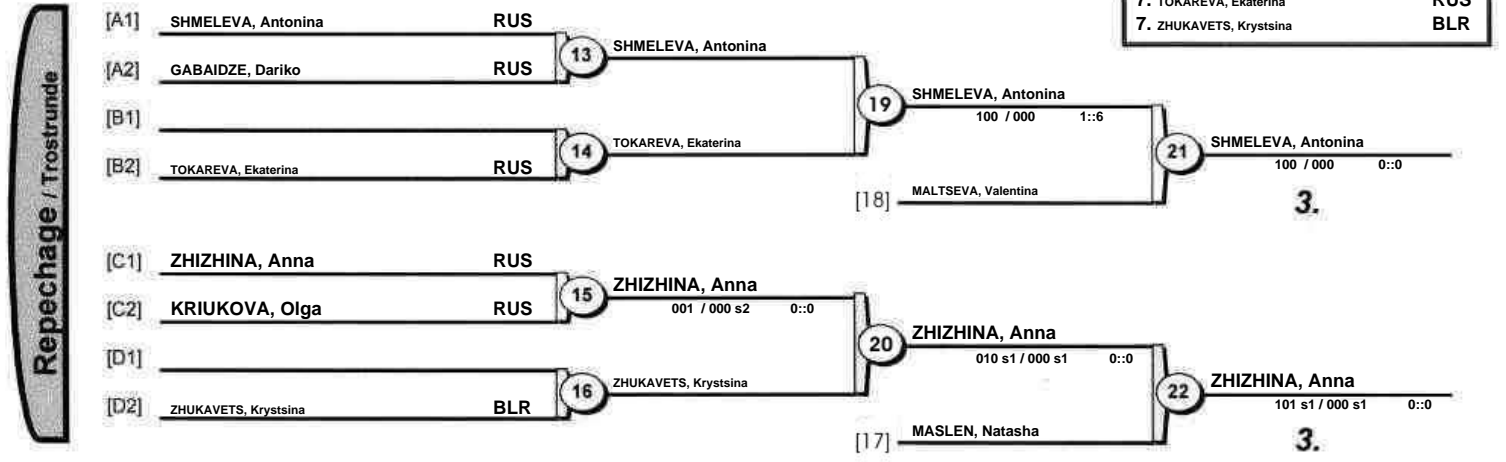 7. TOKAREVA, Ekaterina RUS
7. ZHUKAVETS, Krystsina BLR
Repechage / Trostrunde
[A1] SHMELEVA, Antonina RUS
[A2] GABAIDZE, Dariko RUS
13 SHMELEVA, Antonina
[B1]
[B2] TOKAREVA, Ekaterina RUS
14 TOKAREVA, Ekaterina
19 SHMELEVA, Antonina
100 / 000 1::6
[18] MALTSEVA, Valentina
21 SHMELEVA, Antonina
100 / 000 0::0
3.
[C1] ZHIZHINA, Anna RUS
[C2] KRIUKOVA, Olga RUS
15 ZHIZHINA, Anna
001 / 000 s2 0::0
[D1]
[D2] ZHUKAVETS, Krystsina BLR
16 ZHUKAVETS, Krystsina
20 ZHIZHINA, Anna
010 s1 / 000 s1 0::0
[17] MASLEN, Natasha
22 ZHIZHINA, Anna
101 s1 / 000 s1 0::0
3.